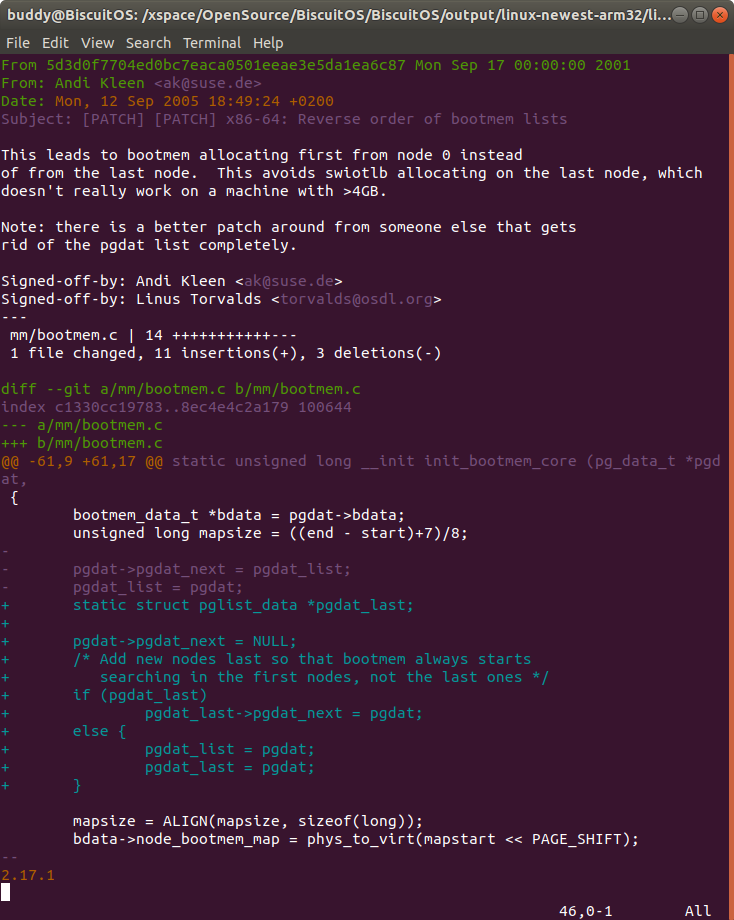 buddy@BiscuitOS: /xspace/OpenSource/BiscuitOS/BiscuitOS/output/linux-newest-arm32/li...
File Edit View Search Terminal Help
From 5d3d0f7704ed0bc7eaca0501eeae3e5da1ea6c87 Mon Sep 17 00:00:00 2001
From: Andi Kleen <ak@suse.de>
Date: Mon, 12 Sep 2005 18:49:24 +0200
Subject: [PATCH] [PATCH] x86-64: Reverse order of bootmem lists

This leads to bootmem allocating first from node 0 instead
of from the last node.  This avoids swiotlb allocating on the last node, which
doesn't really work on a machine with >4GB.

Note: there is a better patch around from someone else that gets
rid of the pgdat list completely.

Signed-off-by: Andi Kleen <ak@suse.de>
Signed-off-by: Linus Torvalds <torvalds@osdl.org>
---
 mm/bootmem.c | 14 +++++++++++---
 1 file changed, 11 insertions(+), 3 deletions(-)

diff --git a/mm/bootmem.c b/mm/bootmem.c
index c1330cc19783..8ec4e4c2a179 100644
--- a/mm/bootmem.c
+++ b/mm/bootmem.c
@@ -61,9 +61,17 @@ static unsigned long __init init_bootmem_core (pg_data_t *pgd
at,
 {
        bootmem_data_t *bdata = pgdat->bdata;
        unsigned long mapsize = ((end - start)+7)/8;
-
-       pgdat->pgdat_next = pgdat_list;
-       pgdat_list = pgdat;
+       static struct pglist_data *pgdat_last;
+
+       pgdat->pgdat_next = NULL;
+       /* Add new nodes last so that bootmem always starts
+          searching in the first nodes, not the last ones */
+       if (pgdat_last)
+               pgdat_last->pgdat_next = pgdat;
+       else {
+               pgdat_list = pgdat;
+               pgdat_last = pgdat;
+       }

        mapsize = ALIGN(mapsize, sizeof(long));
        bdata->node_bootmem_map = phys_to_virt(mapstart << PAGE_SHIFT);
--
2.17.1
46,0-1 All